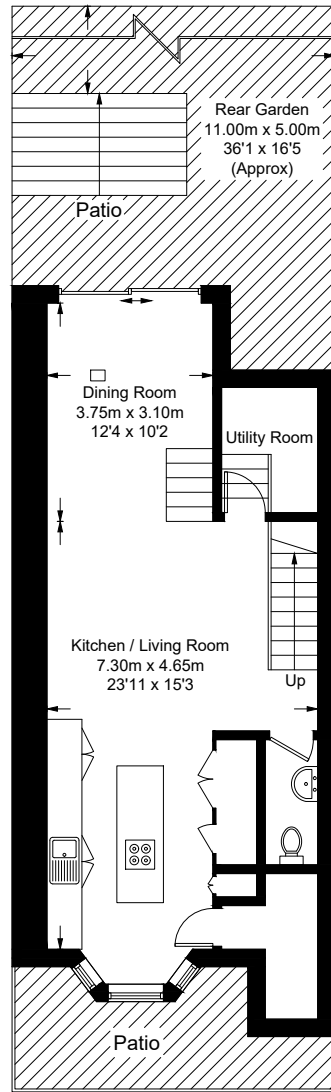 Rear Garden
11.00m x 5.00m
36'1 x 16'5
(Approx)
Patio
Dining Room
3.75m x 3.10m
12'4 x 10'2
Utility Room
Kitchen / Living Room
7.30m x 4.65m
23'11 x 15'3
Up
Patio